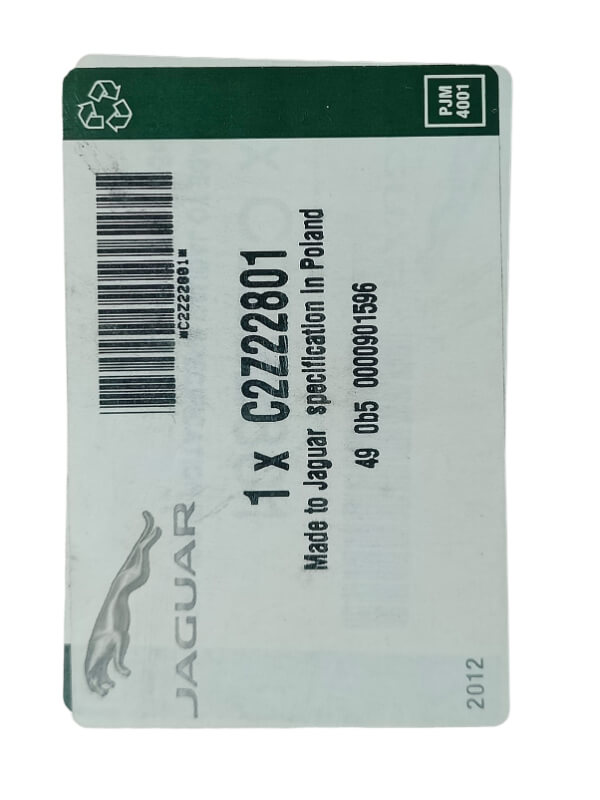 JAGUAR
*C2Z22801*
1 x C2Z22801
Made to Jaguar specification in Poland
49 0b5 0000901596
PJM
4001
2012